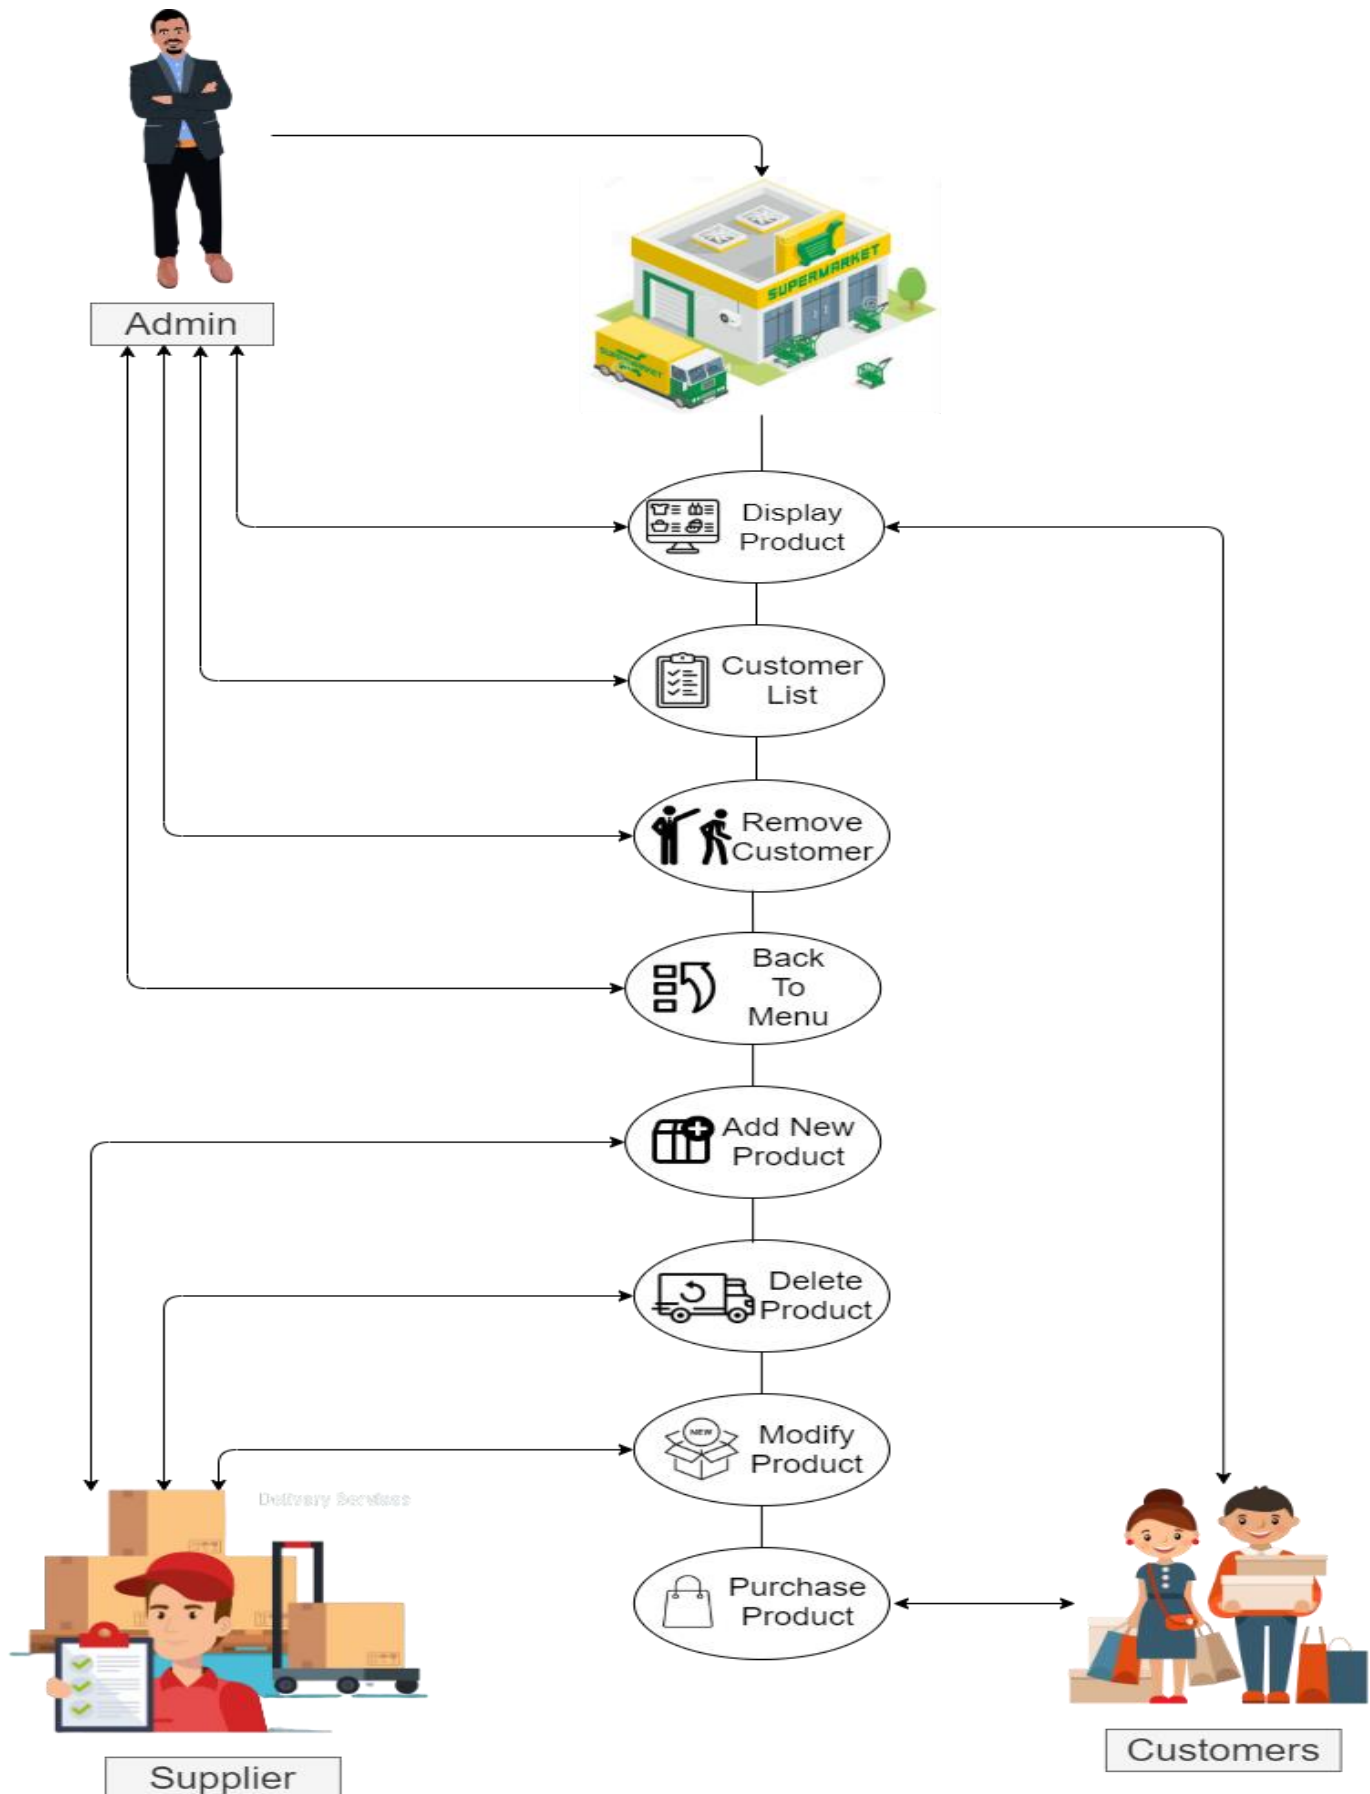 Admin
SUPERMARKET
SUPERMARKET
Display
Product
Customer
List
Remove
Customer
Back
To
Menu
Add New
Product
Delete
Product
NEW
Modify
Product
Delivery Services
Purchase
Product
Customers
Supplier